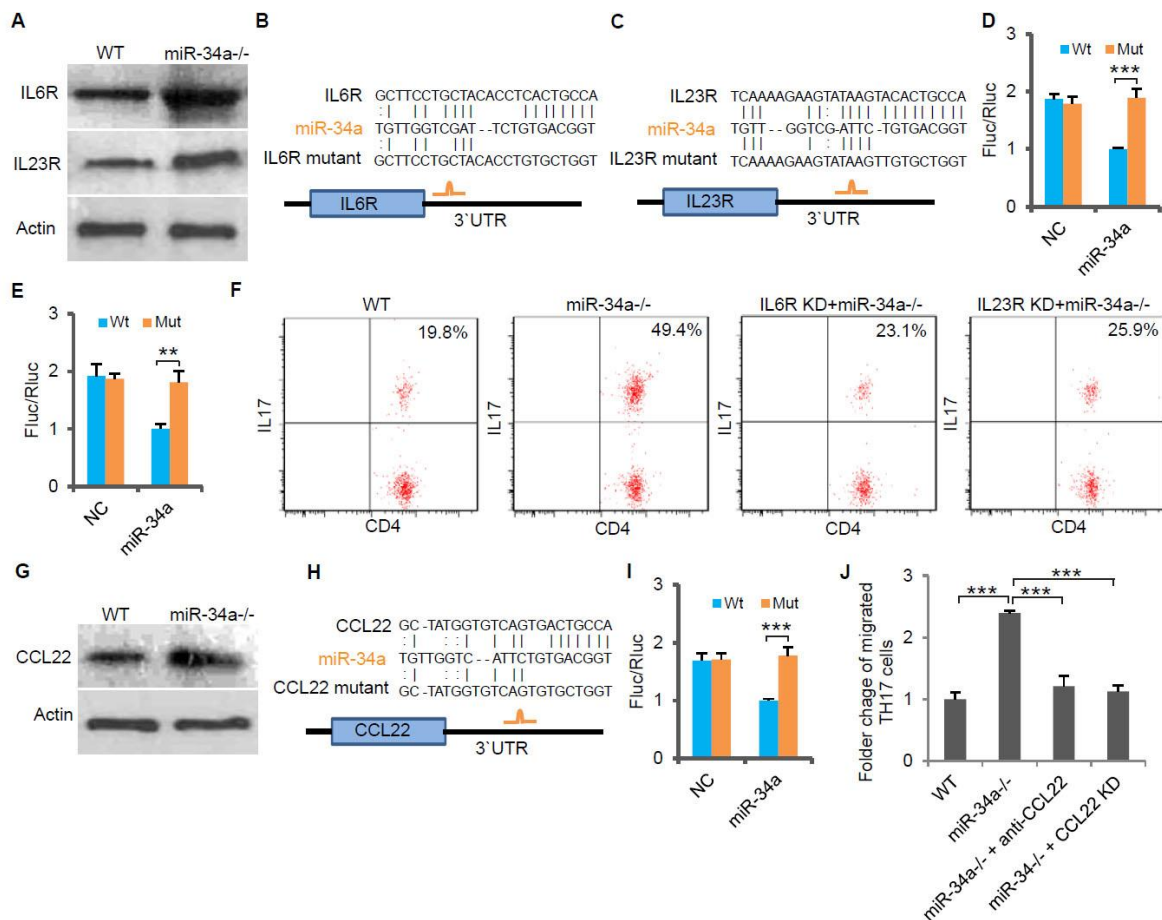 A
WT miR-34a-/-
IL6R
IL23R
Actin
B
IL6R GCTTCCTGCTACACCTCACTGCCA
miR-34a TGTTGGTCGAT--TCTGTGACGGT
IL6R mutant GCTTCCTGCTACACCTGTGCTGGT
IL6R
3`UTR
C
IL23R TCAAAAGAAGTATAAGTACACTGCCA
miR-34a TGTT-GGTCG-ATTC-TGTGACGGT
IL23R mutant TCAAAAGAAGTATAAGTTGTGCTGGT
IL23R
3`UTR
D
Wt Mut
***
Fluc/Rluc
2
1
0
NC
miR-34a
E
3
Wt Mut
**
Fluc/Rluc
2
1
0
NC
miR-34a
F
WT miR-34a-/- IL6R KD+miR-34a-/- IL23R KD+miR-34a-/-
19.8% 49.4% 23.1% 25.9%
IL17 IL17 IL17 IL17
CD4 CD4 CD4 CD4
G
WT miR-34a-/-
CCL22
Actin
H
CCL22 GC-TATGGTGTCAGTGACTGCCA
miR-34a TGTTGGTC--ATTCTGTGACGGT
CCL22 mutant GC-TATGGTGTCAGTGTGCTGGT
CCL22
3`UTR
I
3
Wt Mut
***
Fluc/Rluc
2
1
0
NC
miR-34a
J
Folder chage of migrated
TH17 cells
3
2
1
0
***
***
***
WT
miR-34a-/-
miR-34a-/- + anti-CCL22
miR-34-/- + CCL22 KD